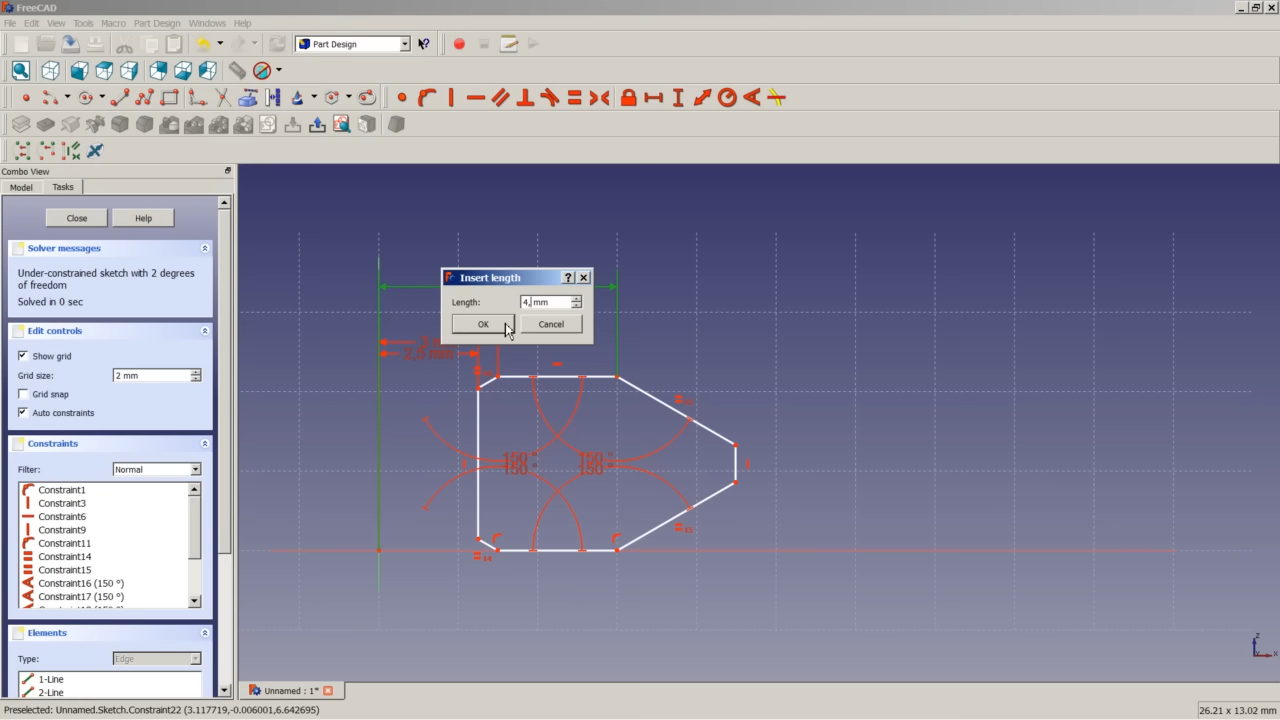 FreeCAD
File Edit View Tools Macro Part Design Windows Help
Part Design
Combo View
Model Tasks
Close Help
Solver messages
Under-constrained sketch with 2 degrees
of freedom
Solved in 0 sec
Edit controls
Show grid
Grid size: 2 mm
Grid snap
Auto constraints
Constraints
Filter: Normal
Constraint1
Constraint3
Constraint6
Constraint9
Constraint11
Constraint14
Constraint15
Constraint16 (150 °)
Constraint17 (150 °)
Elements
Type: Edge
1-Line
2-Line
Insert length
Length: 4, mm
OK Cancel
150 ° 150 °
150 ° 150 °
Unnamed : 1*
Preselected: Unnamed.Sketch.Constraint22 (3.117719,-0.006001,6.642695)
26.21 x 13.02 mm